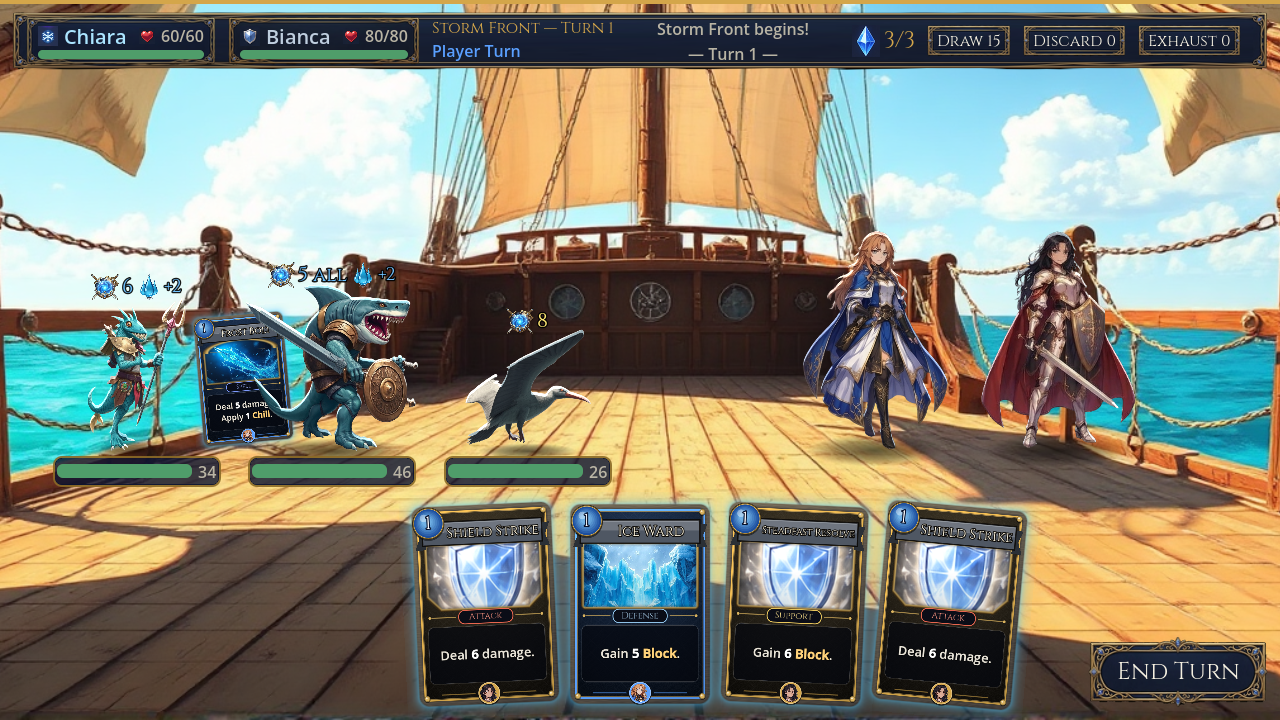 Chiara 60/60
Bianca 80/80
Storm Front — Turn 1
Player Turn
Storm Front begins!
— Turn 1 —
3/3
Draw 15
Discard 0
Exhaust 0
6 +2
5 ALL +2
8
1
Deal 5 damag
Apply 1 Chill.
34
46
26
1 Shield Strike
Attack
Deal 6 damage.
1 Ice Ward
Defense
Gain 5 Block.
1 Steadfast Resolve
Support
Gain 6 Block.
1 Shield Strike
Attack
Deal 6 damage.
End Turn